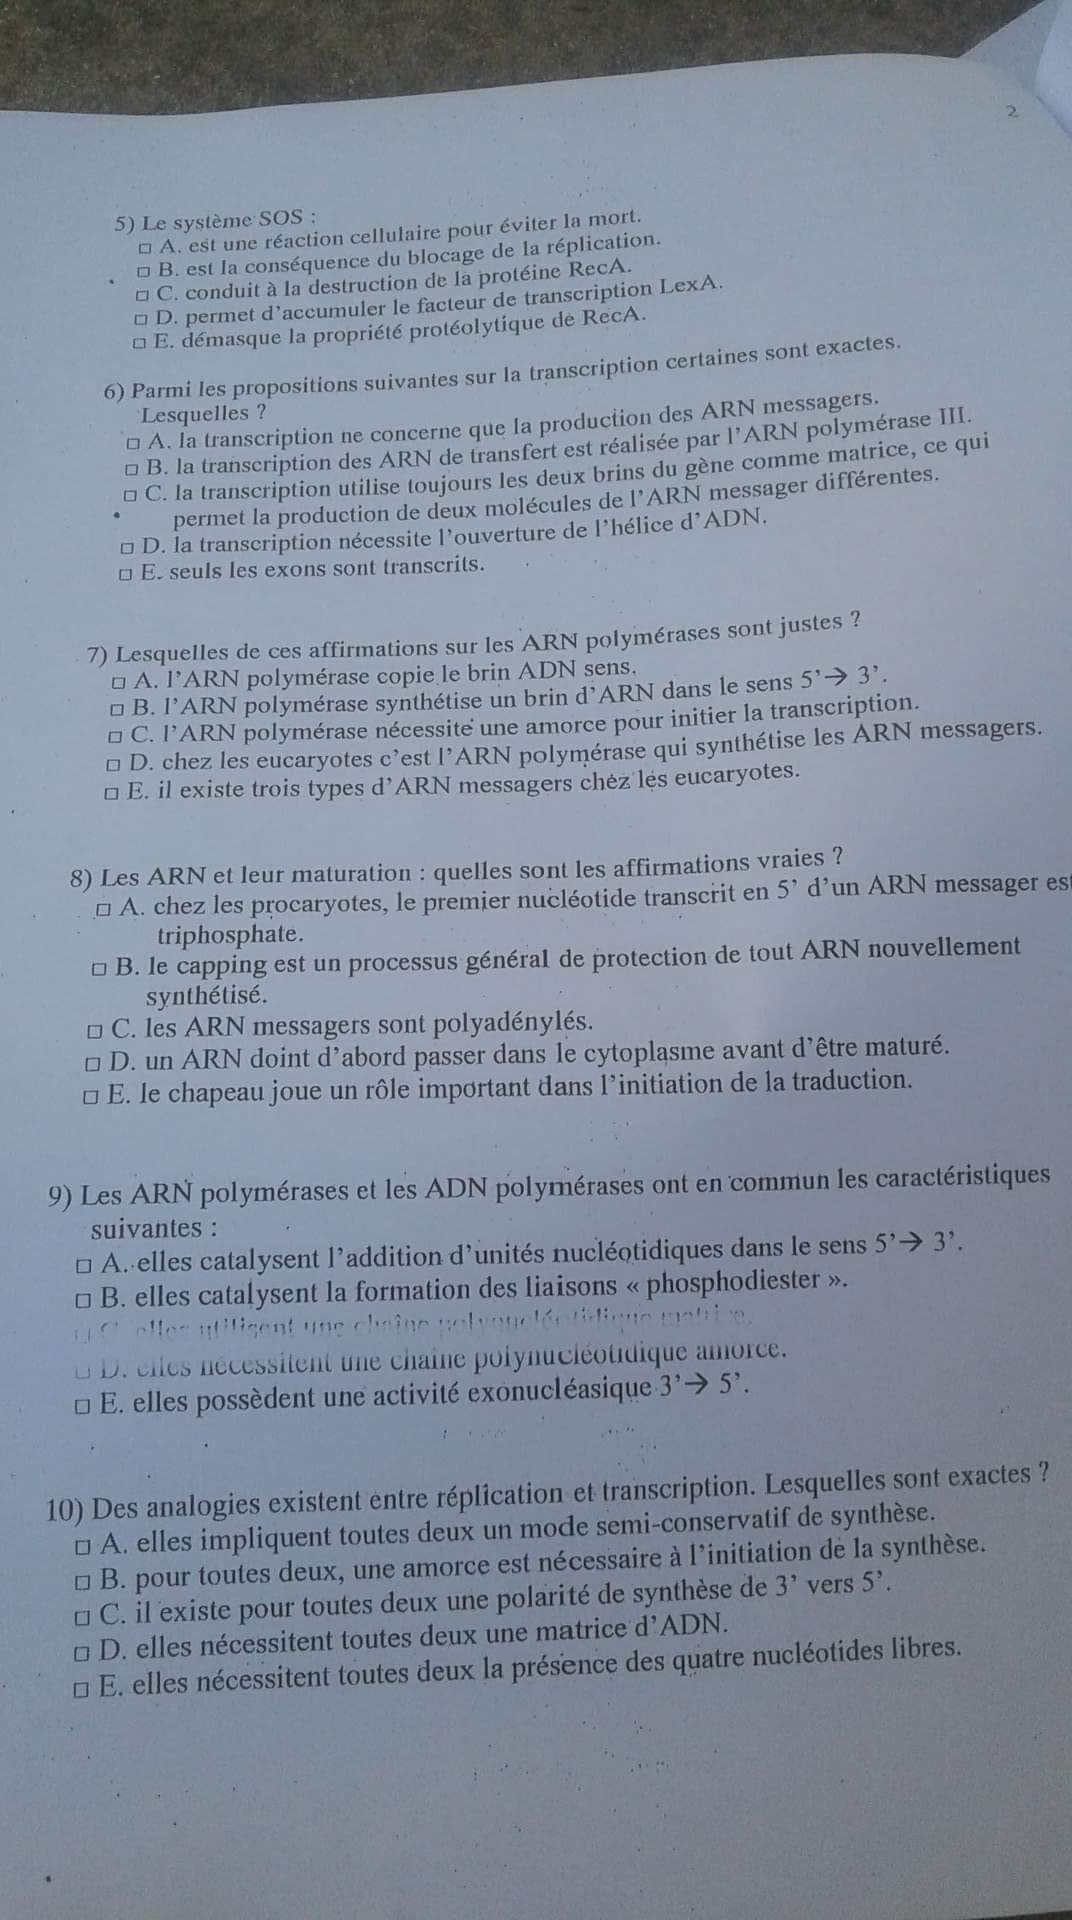 2
5) Le système SOS :
□ A. est une réaction cellulaire pour éviter la mort.
□ B. est la conséquence du blocage de la réplication.
□ C. conduit à la destruction de la protéine RecA.
□ D. permet d'accumuler le facteur de transcription LexA.
□ E. démasque la propriété protéolytique de RecA.
6) Parmi les propositions suivantes sur la transcription certaines sont exactes.
Lesquelles ?
□ A. la transcription ne concerne que la production des ARN messagers.
□ B. la transcription des ARN de transfert est réalisée par l'ARN polymérase III.
□ C. la transcription utilise toujours les deux brins du gène comme matrice, ce qui
permet la production de deux molécules de l'ARN messager différentes.
□ D. la transcription nécessite l'ouverture de l'hélice d'ADN.
□ E. seuls les exons sont transcrits.
7) Lesquelles de ces affirmations sur les ARN polymérases sont justes ?
□ A. l'ARN polymérase copie le brin ADN sens.
□ B. l'ARN polymérase synthétise un brin d'ARN dans le sens 5'→ 3'.
□ C. l'ARN polymérase nécessite une amorce pour initier la transcription.
□ D. chez les eucaryotes c'est l'ARN polymérase qui synthétise les ARN messagers.
□ E. il existe trois types d'ARN messagers chez les eucaryotes.
8) Les ARN et leur maturation : quelles sont les affirmations vraies ?
□ A. chez les procaryotes, le premier nucléotide transcrit en 5' d'un ARN messager est
triphosphate.
□ B. le capping est un processus général de protection de tout ARN nouvellement
synthétisé.
□ C. les ARN messagers sont polyadénylés.
□ D. un ARN doint d'abord passer dans le cytoplasme avant d'être maturé.
□ E. le chapeau joue un rôle important dans l'initiation de la traduction.
9) Les ARN polymérases et les ADN polymérases ont en commun les caractéristiques
suivantes :
□ A. elles catalysent l'addition d'unités nucléotidiques dans le sens 5'→ 3'.
□ B. elles catalysent la formation des liaisons « phosphodiester ».
□ C. elles utilisent une chaîne polynucléotidique matrice.
□ D. elles nécessitent une chaîne polynucléotidique amorce.
□ E. elles possèdent une activité exonucléasique 3'→ 5'.
10) Des analogies existent entre réplication et transcription. Lesquelles sont exactes ?
□ A. elles impliquent toutes deux un mode semi-conservatif de synthèse.
□ B. pour toutes deux, une amorce est nécessaire à l'initiation de la synthèse.
□ C. il existe pour toutes deux une polarité de synthèse de 3' vers 5'.
□ D. elles nécessitent toutes deux une matrice d'ADN.
□ E. elles nécessitent toutes deux la présence des quatre nucléotides libres.